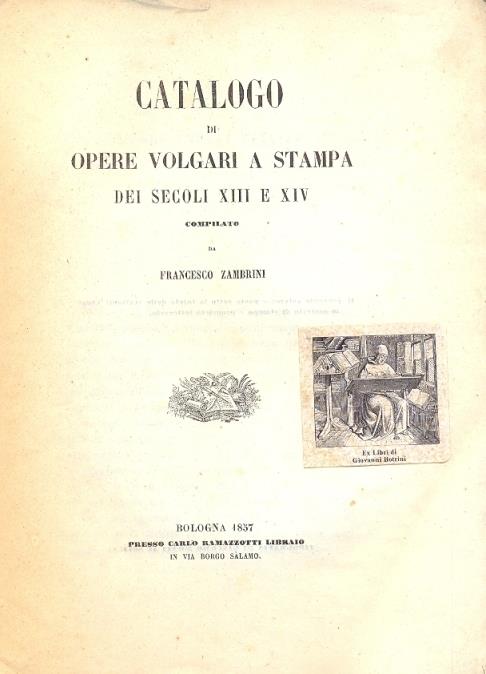 CATALOGO
DI
OPERE VOLGARI A STAMPA
DEI SECOLI XIII E XIV
COMPILATO
DA
FRANCESCO ZAMBRINI
Ex Libri di
Giovanni Botrini
BOLOGNA 1857
PRESSO CARLO RAMAZZOTTI LIBRAIO
IN VIA BORGO SALAMO.